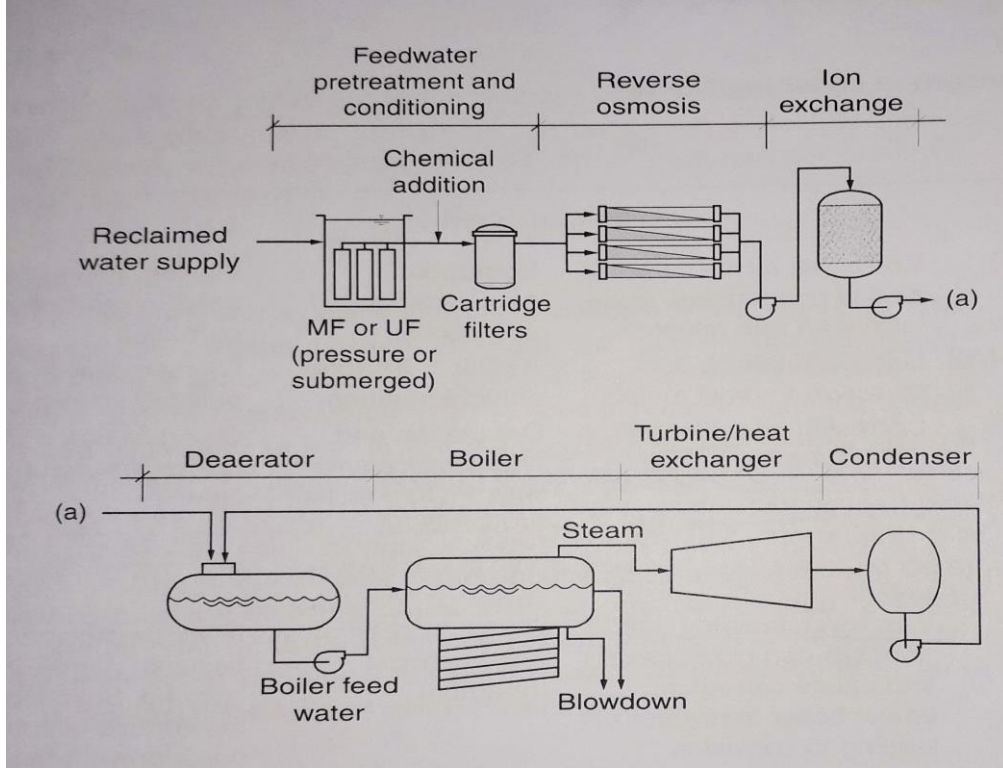 Feedwater
pretreatment and
conditioning
Reverse
osmosis
Ion
exchange
Chemical
addition
Reclaimed
water supply
Cartridge
filters
MF or UF
(pressure or
submerged)
(a)
Deaerator
Boiler
Turbine/heat
exchanger
Condenser
(a)
Steam
Boiler feed
water
Blowdown